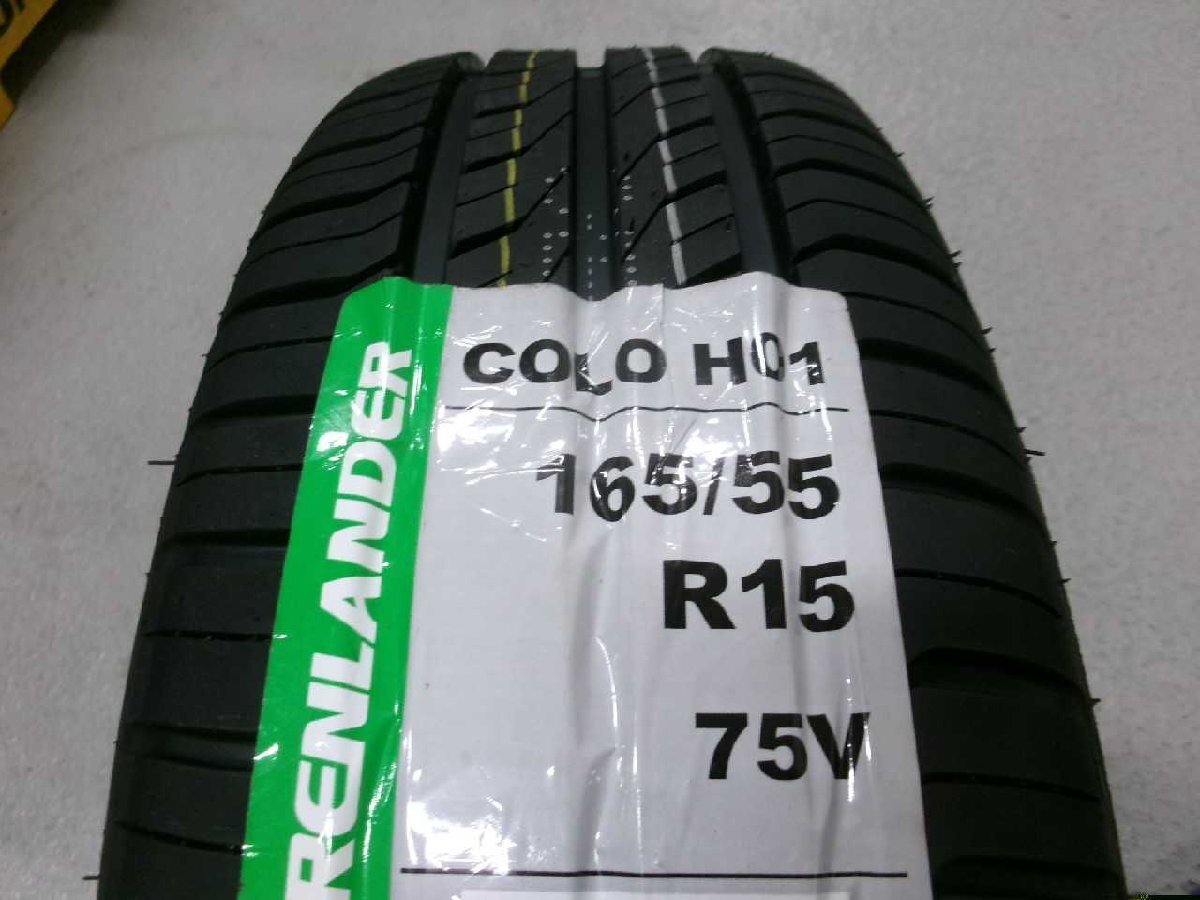 RENLANDER
COLO H01
165/55
R15
75V